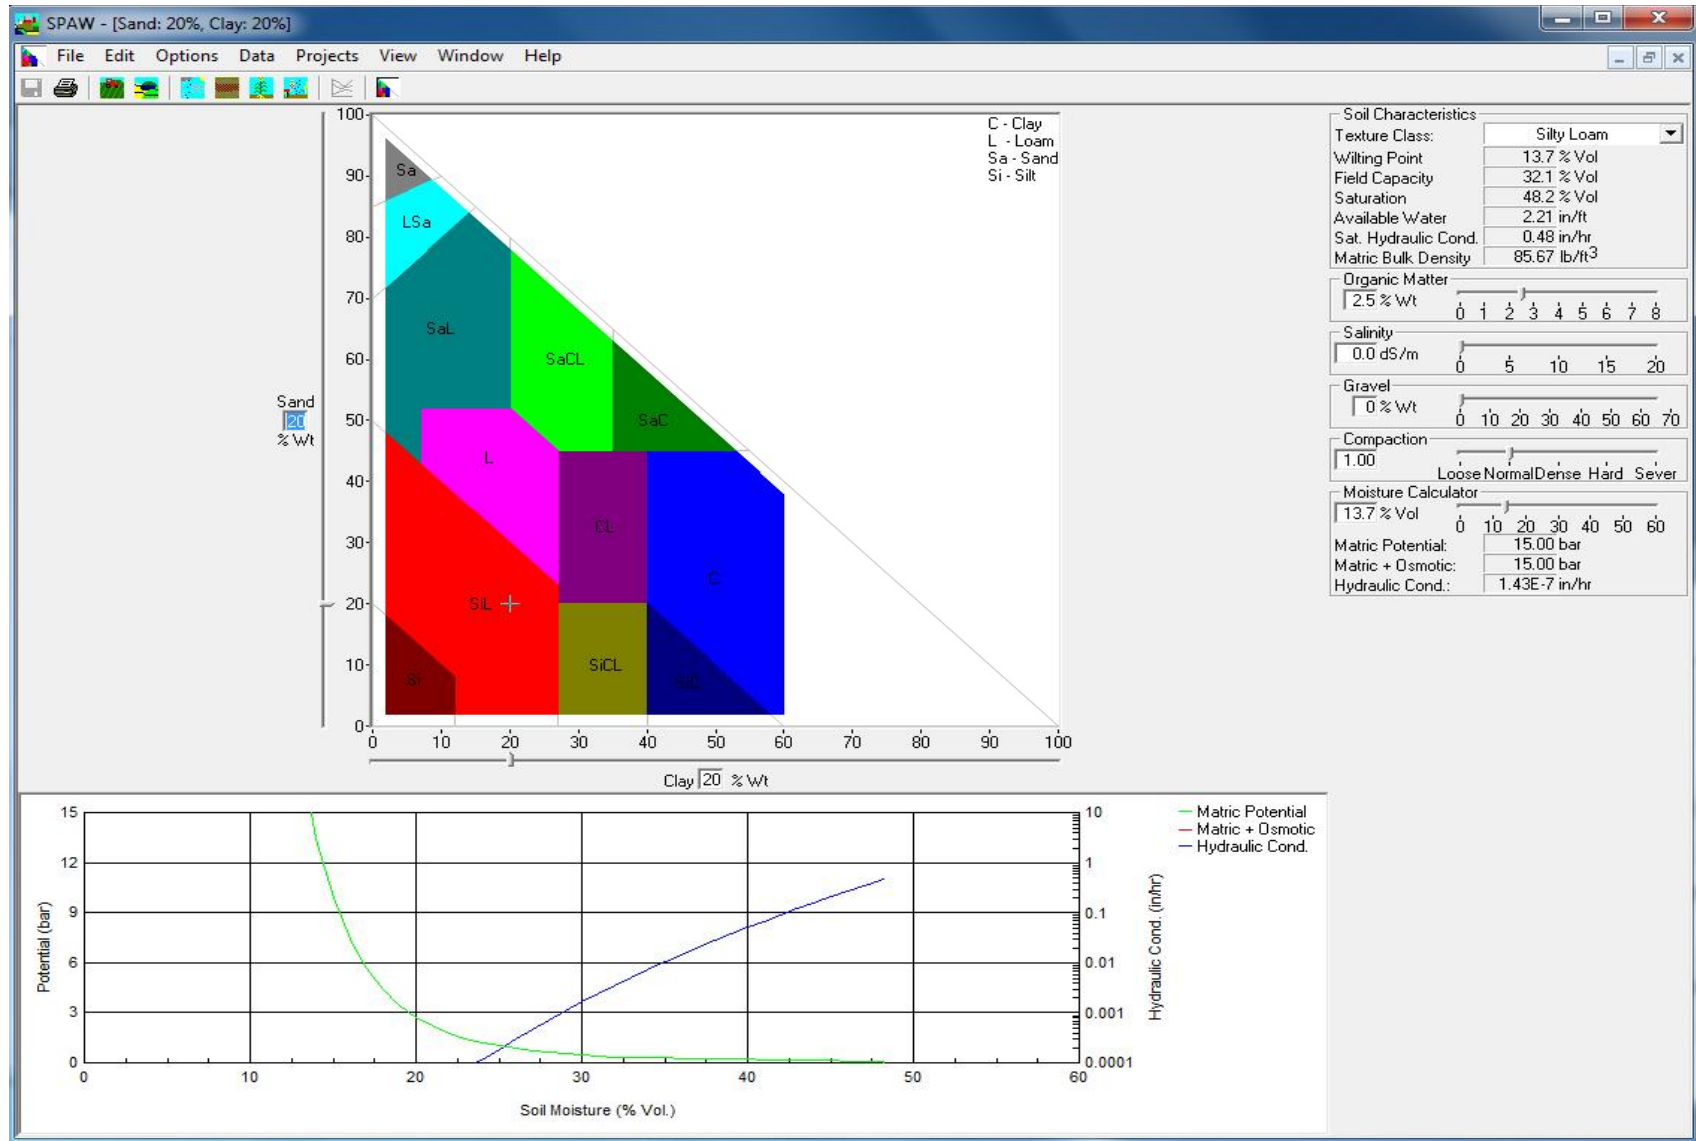 SPAW - [Sand: 20%, Clay: 20%]
File Edit Options Data Projects View Window Help
C - Clay
L - Loam
Sa - Sand
Si - Silt
100
90
80
70
60
50
40
30
20
10
0
Sand
20
% Wt
Sa
LSa
SaL
SaCL
SaC
L
CL
C
SiL
SiCL
SiC
Si
0 10 20 30 40 50 60 70 80 90 100
Clay 20 % Wt
Soil Characteristics
Texture Class: Silty Loam
Wilting Point 13.7 % Vol
Field Capacity 32.1 % Vol
Saturation 48.2 % Vol
Available Water 2.21 in/ft
Sat. Hydraulic Cond. 0.48 in/hr
Matric Bulk Density 85.67 lb/ft3
Organic Matter
2.5 % Wt
0 1 2 3 4 5 6 7 8
Salinity
0.0 dS/m
0 5 10 15 20
Gravel
0 % Wt
0 10 20 30 40 50 60 70
Compaction
1.00
Loose Normal Dense Hard Sever
Moisture Calculator
13.7 % Vol
0 10 20 30 40 50 60
Matric Potential: 15.00 bar
Matric + Osmotic: 15.00 bar
Hydraulic Cond.: 1.43E-7 in/hr
15
12
9
6
3
0
Potential (bar)
0 10 20 30 40 50 60
Soil Moisture (% Vol.)
10
1
0.1
0.01
0.001
0.0001
Hydraulic Cond. (in/hr)
Matric Potential
Matric + Osmotic
Hydraulic Cond.